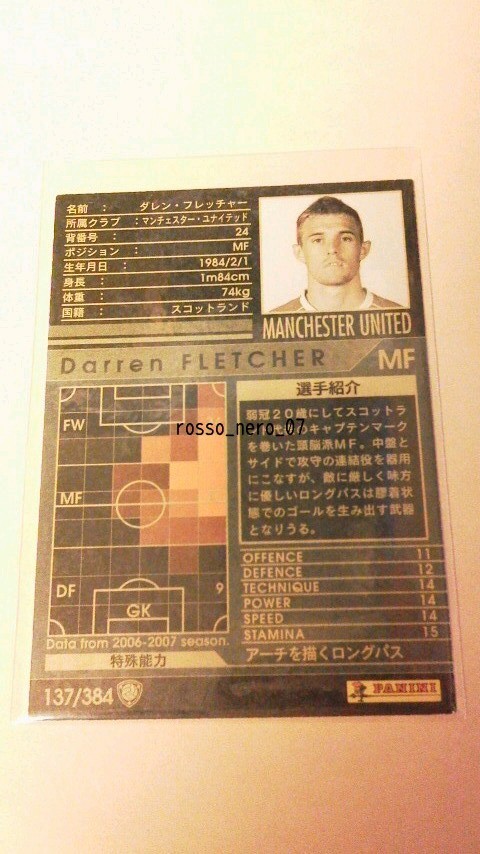 名前 : ダレン・フレッチャー
所属クラブ : マンチェスター・ユナイテッド
背番号 : 24
ポジション : MF
生年月日 : 1984/2/1
身長 : 1m84cm
体重 : 74kg
国籍 : スコットランド
MANCHESTER UNITED
Darren FLETCHER MF
選手紹介
弱冠20歳にしてスコットラ
キャプテンマーク
を巻いた頭脳派MF。中盤と
サイドで攻守の連結役を器用
にこなすが、敵に厳しく味方
に優しいロングパスは膠着状
態でのゴールを生み出す武器
となりうる。
rosso_nero_07
FW
MF
DF
GK
9
OFFENCE 11
DEFENCE 12
TECHNIQUE 14
POWER 14
SPEED 14
STAMINA 15
Data from 2006-2007 season.
特殊能力 アーチを描くロングパス
137/384
PANINI